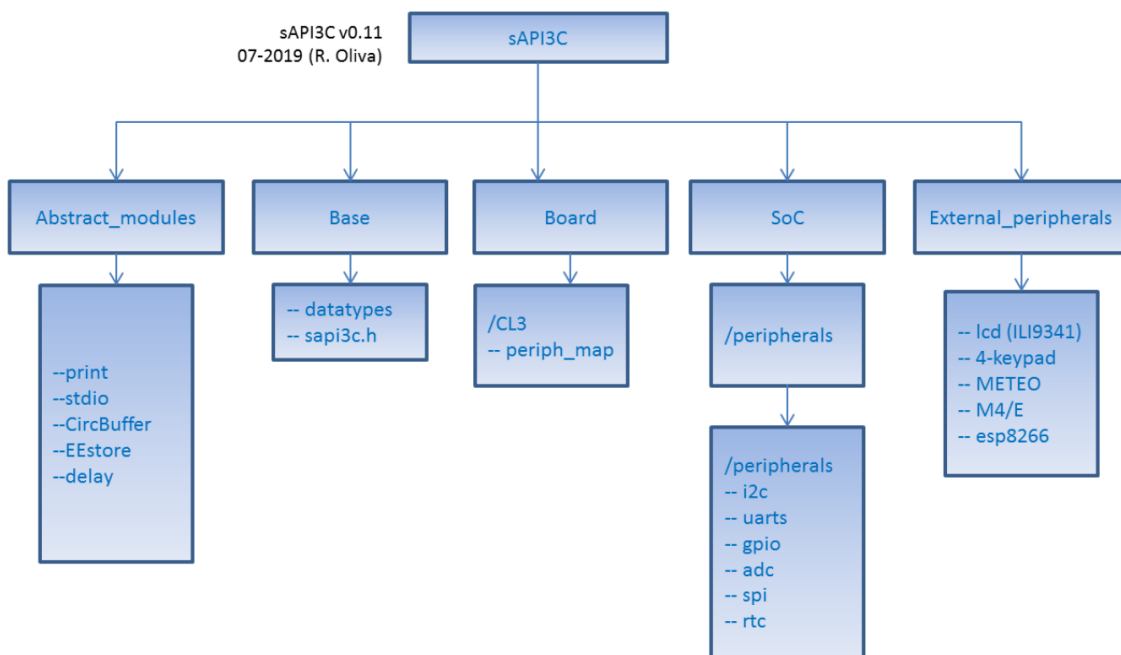 sAPI3C v0.11
07-2019 (R. Oliva)
sAPI3C
Abstract_modules
Base
Board
SoC
External_peripherals
--print
--stdio
--CircBuffer
--EEstore
--delay
-- datatypes
-- sapi3c.h
/CL3
-- periph_map
/peripherals
/peripherals
-- i2c
-- uarts
-- gpio
-- adc
-- spi
-- rtc
-- lcd (ILI9341)
-- 4-keypad
-- METEO
-- M4/E
-- esp8266